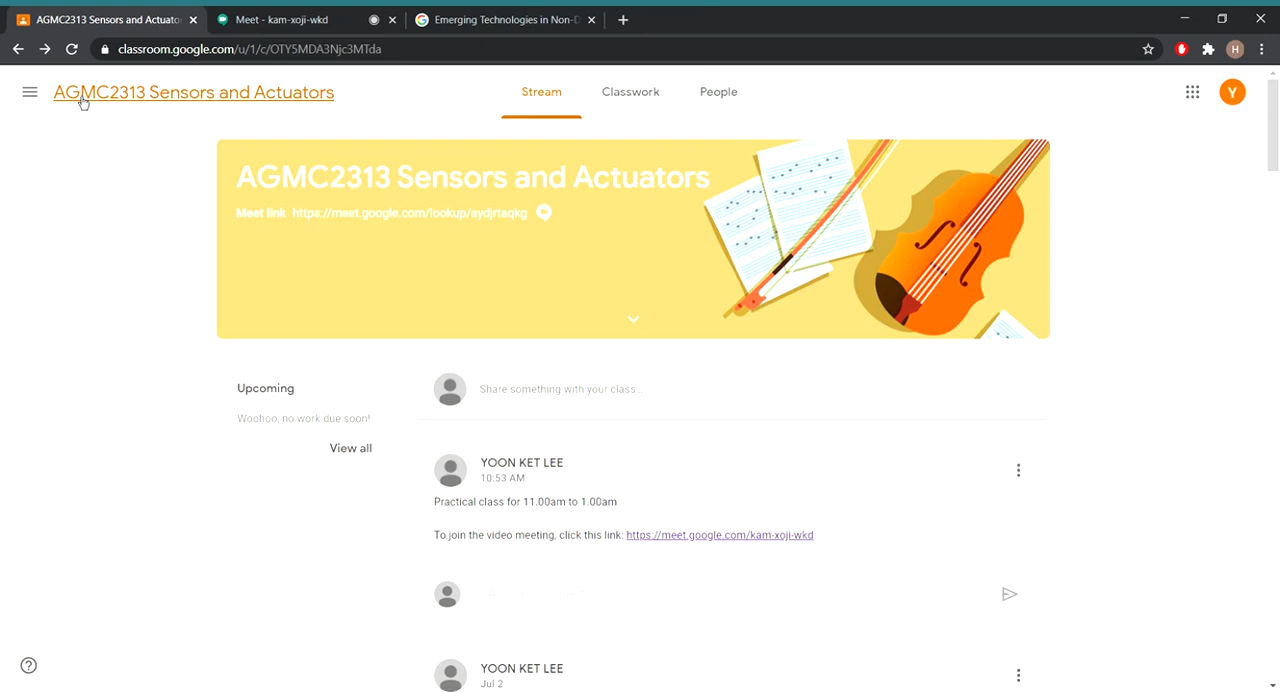 AGMC2313 Sensors and Actuator
Meet - kam-xoji-wkd
Emerging Technologies in Non-D
classroom.google.com/u/1/c/OTY5MDA3Njc3MTda
H
AGMC2313 Sensors and Actuators
Stream
Classwork
People
Y
AGMC2313 Sensors and Actuators
Meet link https://meet.google.com/lookup/aydjrtaqkg
Upcoming
Woohoo, no work due soon!
View all
Share something with your class...
YOON KET LEE
10:53 AM
Practical class for 11.00am to 1.00am
To join the video meeting, click this link: https://meet.google.com/kam-xoji-wkd
YOON KET LEE
Jul 2